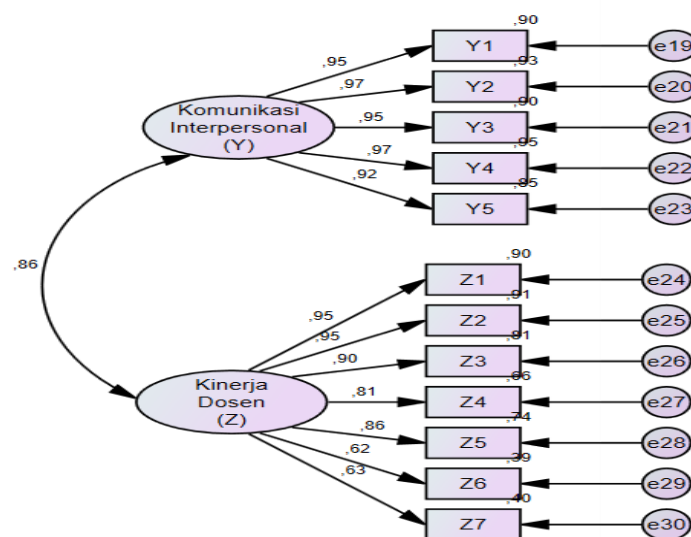 ,90
Y1
e19
,95
,93
Y2
e20
,97
,90
Komunikasi
Interpersonal
(Y)
,95
Y3
e21
,95
,97
Y4
e22
,85
,92
Y5
e23
,86
,90
Z1
e24
,95
,91
Z2
e25
,95
,81
Z3
e26
,90
,66
Kinerja
Dosen
(Z)
,81
Z4
e27
,74
,86
Z5
e28
,39
,62
Z6
e29
,40
,63
Z7
e30